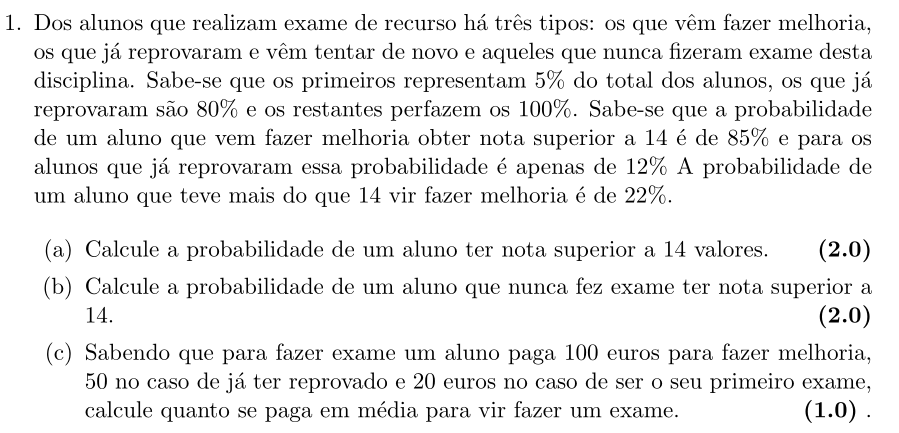 1. Dos alunos que realizam exame de recurso há três tipos: os que vêm fazer melhoria,
os que já reprovaram e vêm tentar de novo e aqueles que nunca fizeram exame desta
disciplina. Sabe-se que os primeiros representam 5% do total dos alunos, os que já
reprovaram são 80% e os restantes perfazem os 100%. Sabe-se que a probabilidade
de um aluno que vem fazer melhoria obter nota superior a 14 é de 85% e para os
alunos que já reprovaram essa probabilidade é apenas de 12% A probabilidade de
um aluno que teve mais do que 14 vir fazer melhoria é de 22%.
(a) Calcule a probabilidade de um aluno ter nota superior a 14 valores. (2.0)
(b) Calcule a probabilidade de um aluno que nunca fez exame ter nota superior a
14. (2.0)
(c) Sabendo que para fazer exame um aluno paga 100 euros para fazer melhoria,
50 no caso de já ter reprovado e 20 euros no caso de ser o seu primeiro exame,
calcule quanto se paga em média para vir fazer um exame. (1.0) .